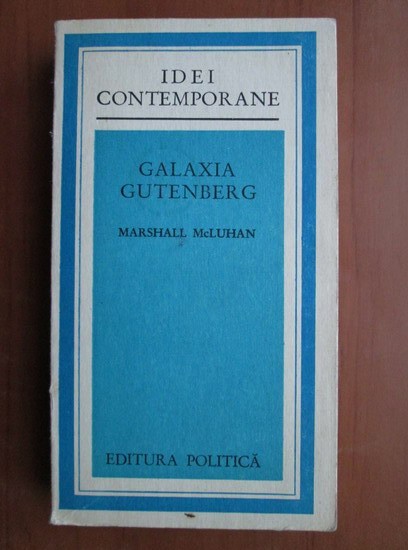 IDEI
CONTEMPORANE
GALAXIA
GUTENBERG
MARSHALL McLUHAN
EDITURA POLITICĂ